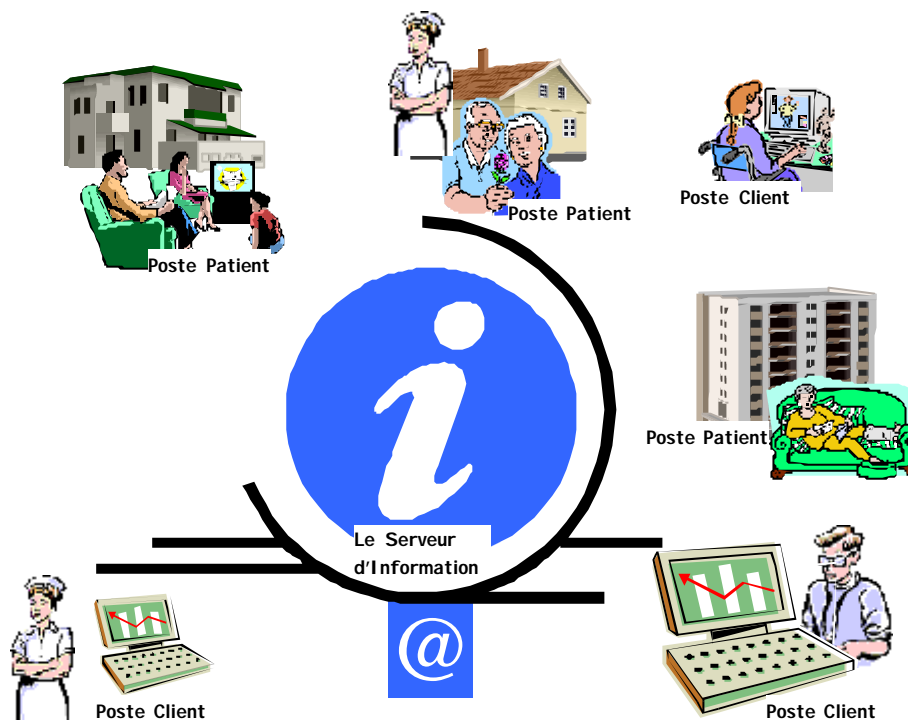 Poste Patient
Poste Client
Poste Patient
Poste Patient
i
Le Serveur
d'Information
@
Poste Client
Poste Client